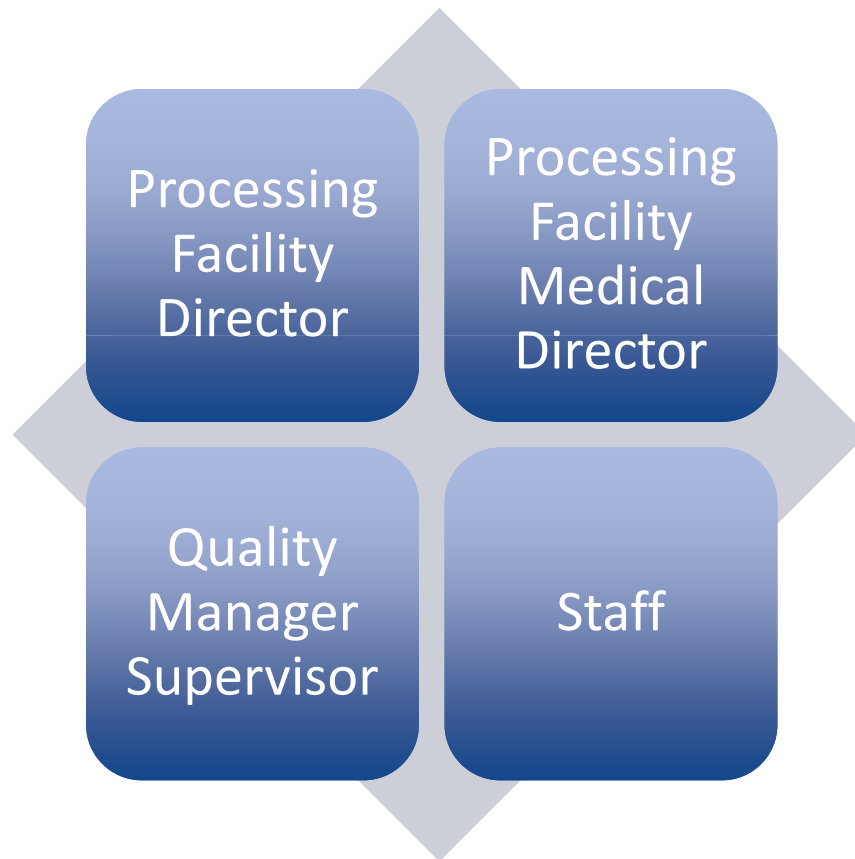 Processing
Facility
Director
Processing
Facility
Medical
Director
Quality
Manager
Supervisor
Staff